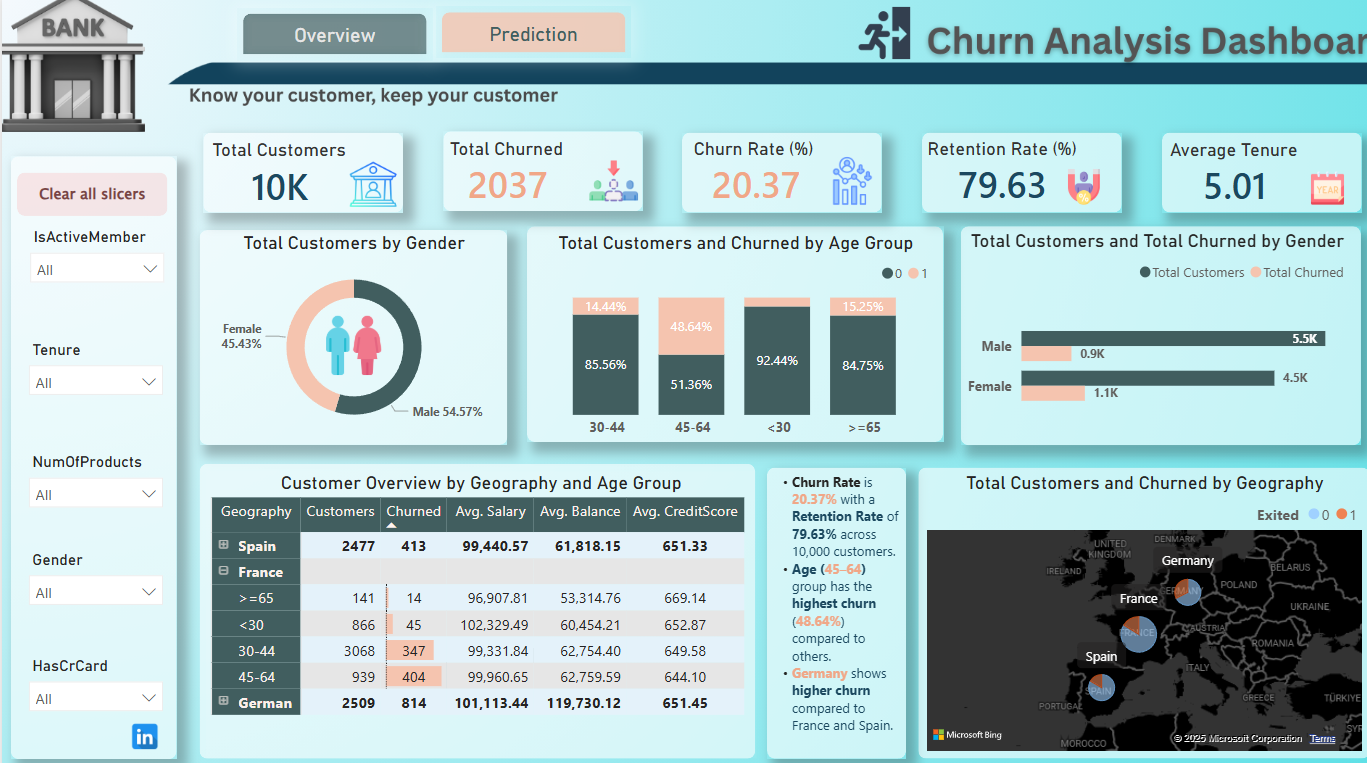 BANK
Overview
Prediction
Churn Analysis Dashboar
Know your customer, keep your customer
Total Customers
10K
Total Churned
2037
Churn Rate (%)
20.37
Retention Rate (%)
79.63
Average Tenure
5.01
YEAR
Clear all slicers
IsActiveMember
All
Tenure
All
NumOfProducts
All
Gender
All
HasCrCard
All
in
Total Customers by Gender
Female
45.43%
Male 54.57%
Total Customers and Churned by Age Group
0 1
14.44% 48.64% 15.25%
85.56% 51.36% 92.44% 84.75%
30-44 45-64 <30 >=65
Total Customers and Total Churned by Gender
Total Customers Total Churned
Male 5.5K
0.9K
Female 4.5K
1.1K
Customer Overview by Geography and Age Group
Geography Customers Churned Avg. Salary Avg. Balance Avg. CreditScore
Spain 2477 413 99,440.57 61,818.15 651.33
France
>=65 141 14 96,907.81 53,314.76 669.14
<30 866 45 102,329.49 60,454.21 652.87
30-44 3068 347 99,331.84 62,754.40 649.58
45-64 939 404 99,960.65 62,759.59 644.10
German 2509 814 101,113.44 119,730.12 651.45
• Churn Rate is
20.37% with a
Retention Rate of
79.63% across
10,000 customers.
• Age (45–64)
group has the
highest churn
(48.64%)
compared to
others.
• Germany shows
higher churn
compared to
France and Spain.
Total Customers and Churned by Geography
Exited 0 1
UNITED
KINGDOM
DENMARK
IRELAND
Germany
GERMANY
BELARUS
POLAND
France
FRANCE
UKRAINE
AUSTRIA
ROMANIA
Spain
SPAIN
ITALY
PORTUGAL
GREECE
TÜRKİYE
SYR
MOROCCO
Microsoft Bing
© 2025 Microsoft Corporation Terms